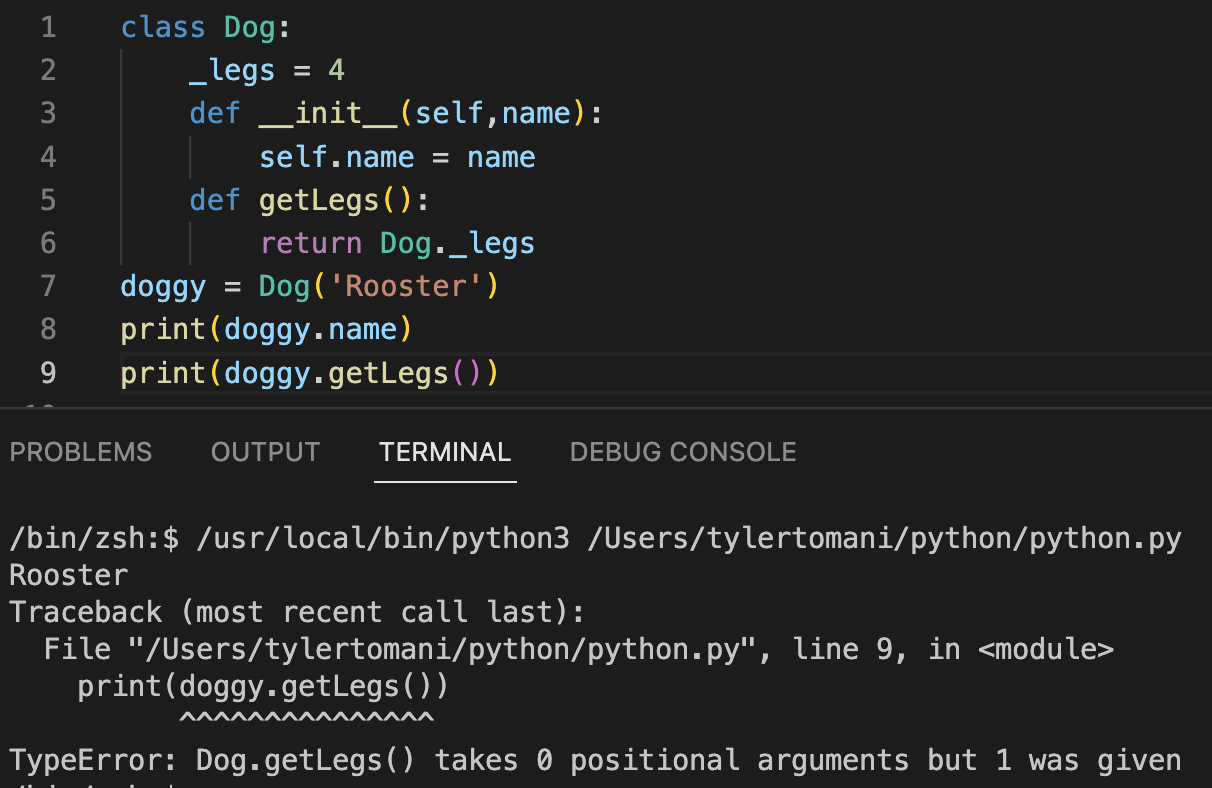 1 class Dog:
2 _legs = 4
3 def __init__(self,name):
4 self.name = name
5 def getLegs():
6 return Dog._legs
7 doggy = Dog('Rooster')
8 print(doggy.name)
9 print(doggy.getLegs())
PROBLEMS OUTPUT TERMINAL DEBUG CONSOLE
/bin/zsh:$ /usr/local/bin/python3 /Users/tylertomani/python/python.py
Rooster
Traceback (most recent call last):
  File "/Users/tylertomani/python/python.py", line 9, in <module>
    print(doggy.getLegs())
          ^^^^^^^^^^^^^^^
TypeError: Dog.getLegs() takes 0 positional arguments but 1 was given